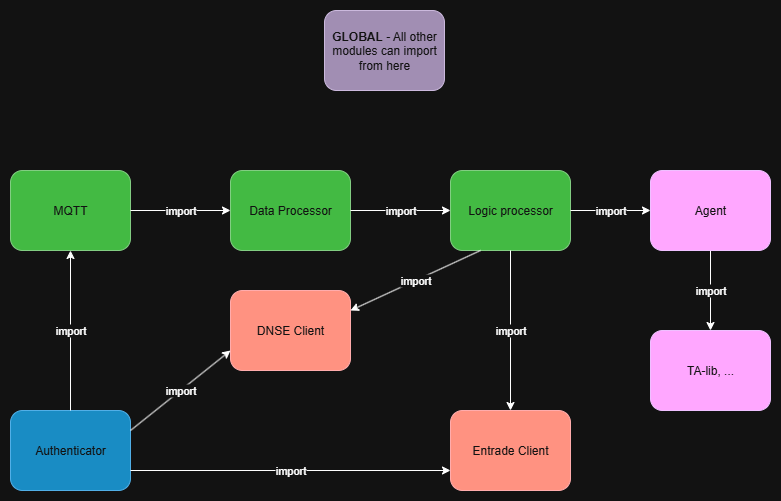 GLOBAL - All other
modules can import
from here
MQTT
import
Data Processor
import
Logic processor
import
Agent
import
import
import
import
DNSE Client
TA-lib, ...
import
Authenticator
import
Entrade Client